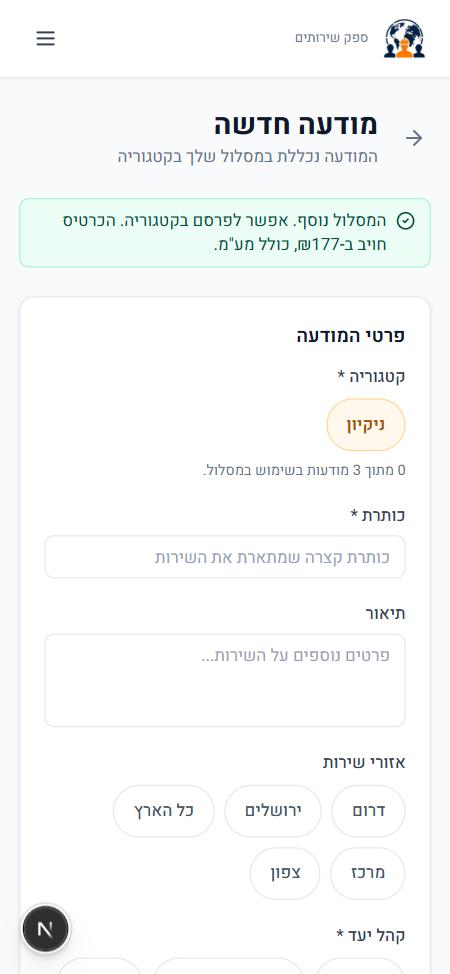 ספק שירותים
מודעה חדשה
המודעה נכללת במסלול שלך בקטגוריה
המסלול נוסף. אפשר לפרסם בקטגוריה. הכרטיס
חויב ב-₪177, כולל מע"מ.
פרטי המודעה
קטגוריה *
ניקיון
0 מתוך 3 מודעות בשימוש במסלול.
כותרת *
כותרת קצרה שמתארת את השירות
תיאור
פרטים נוספים על השירות...
אזורי שירות
דרום
ירושלים
כל הארץ
מרכז
צפון
קהל יעד *
N